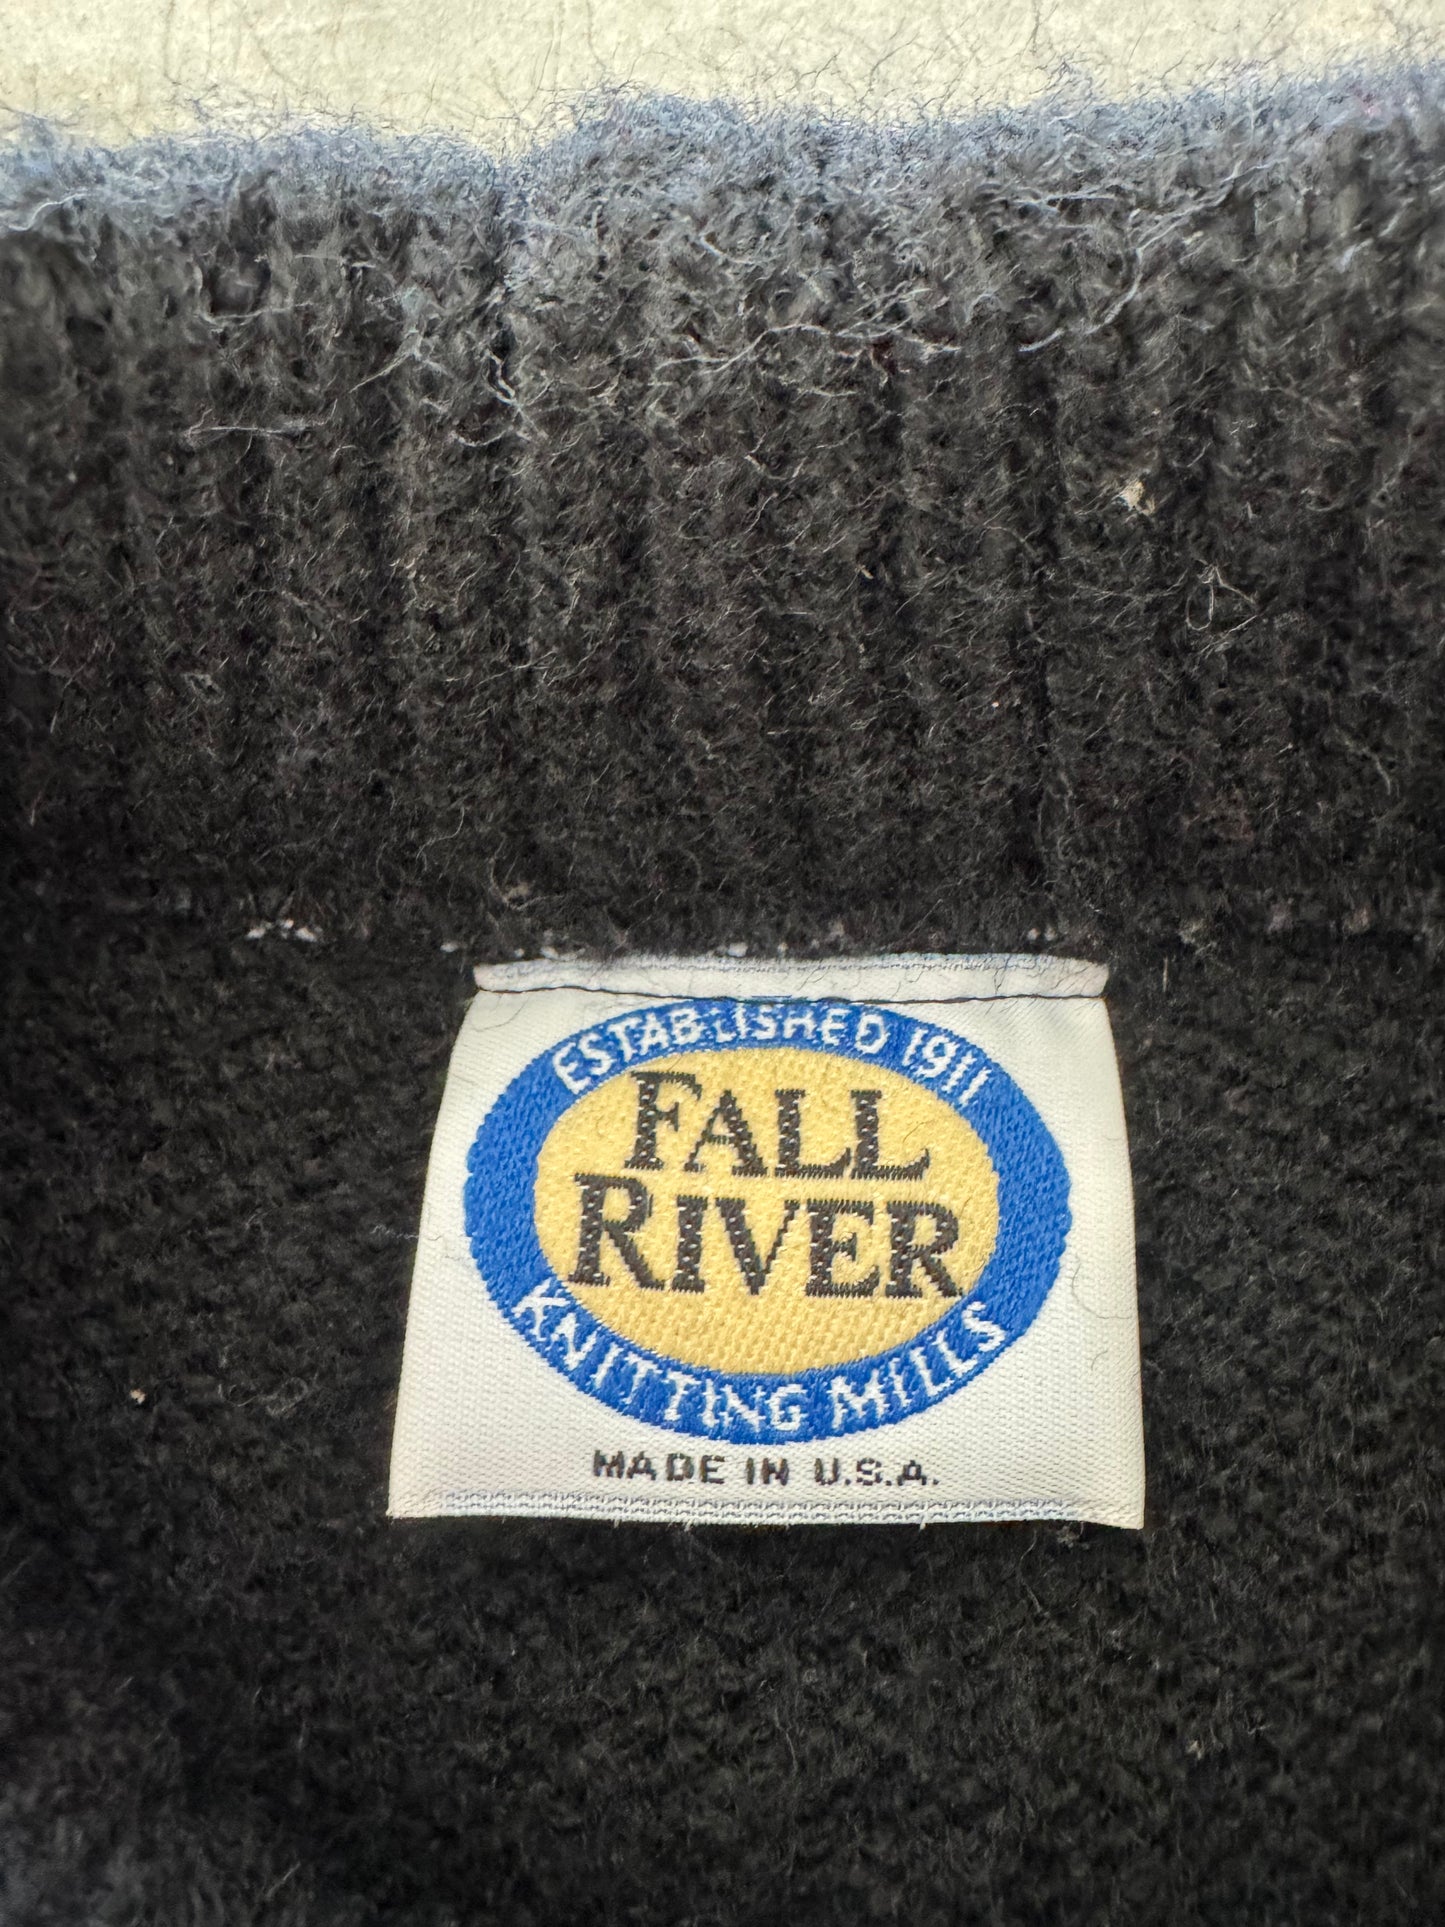 ESTABLISHED 1911
FALL
RIVER
KNITTING MILLS
MADE IN U.S.A.